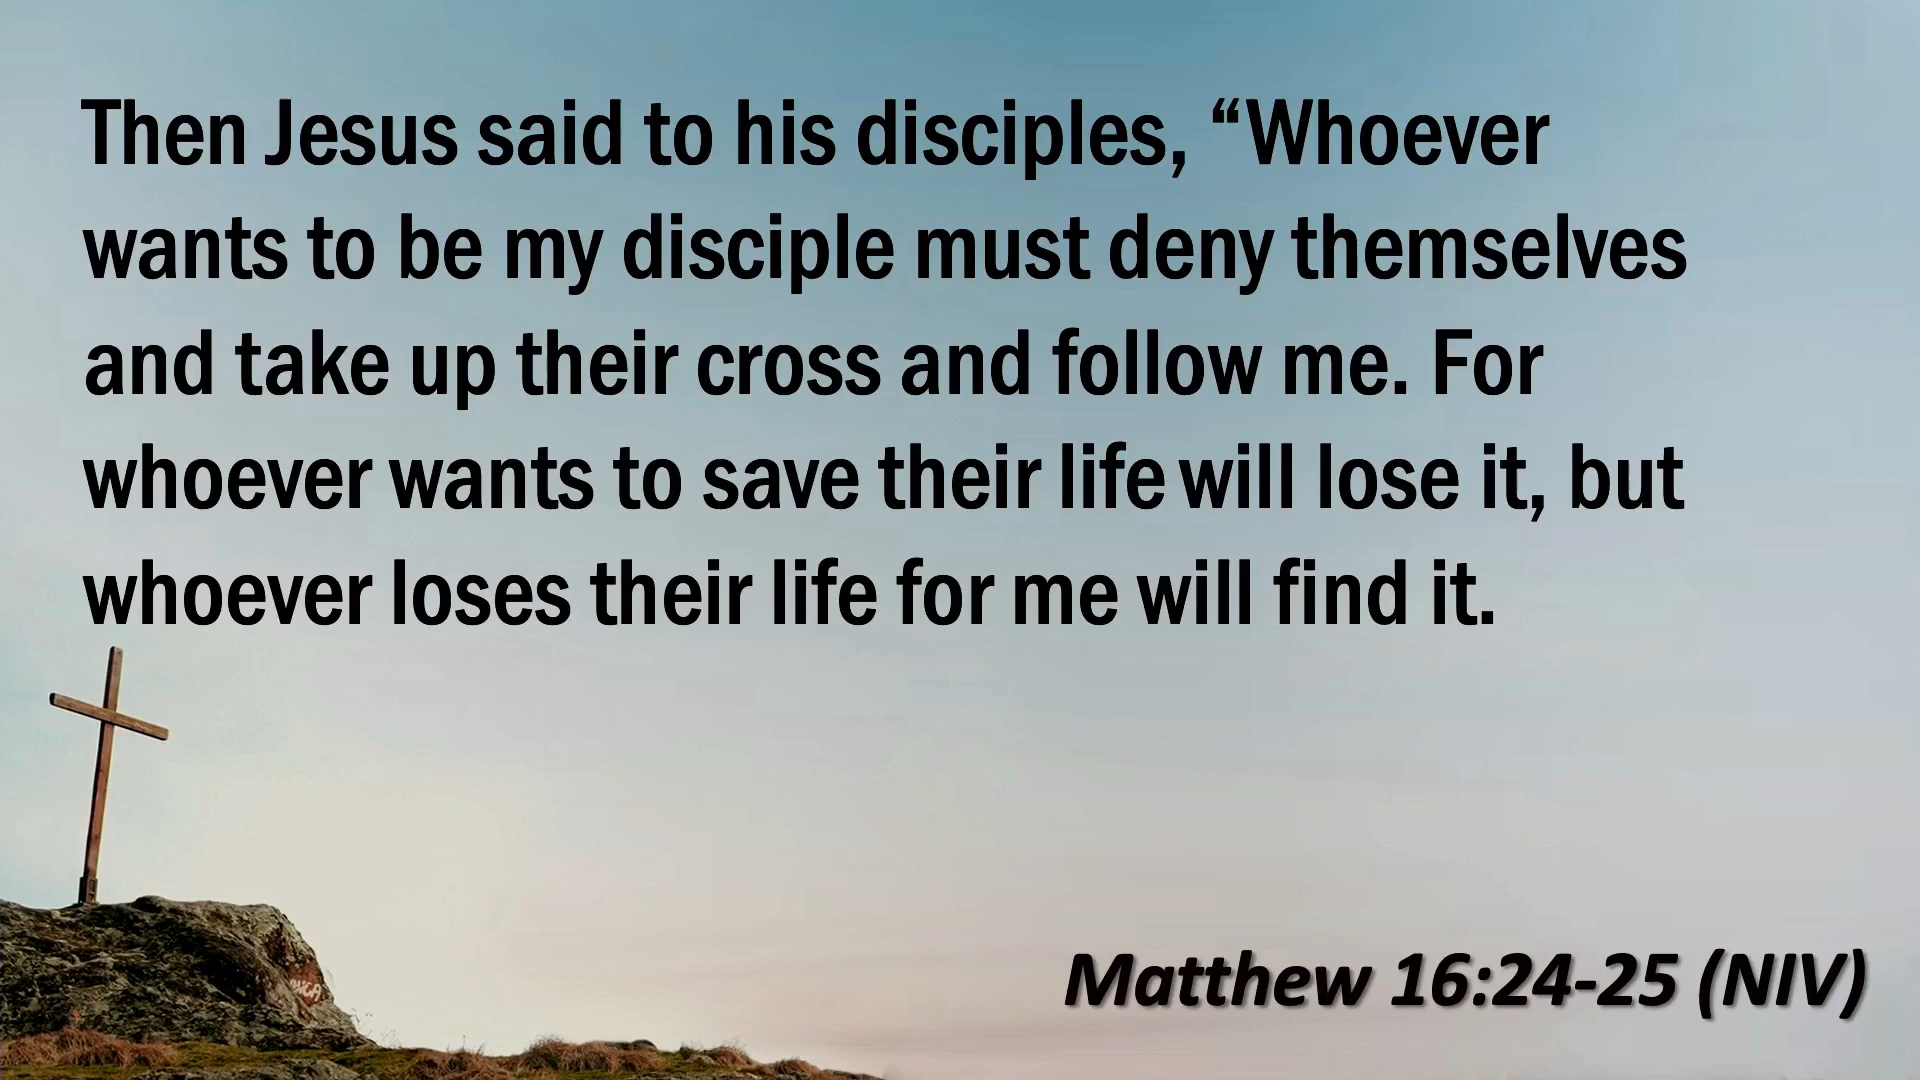 Then Jesus said to his disciples, “Whoever
wants to be my disciple must deny themselves
and take up their cross and follow me. For
whoever wants to save their life will lose it, but
whoever loses their life for me will find it.
Matthew 16:24-25 (NIV)